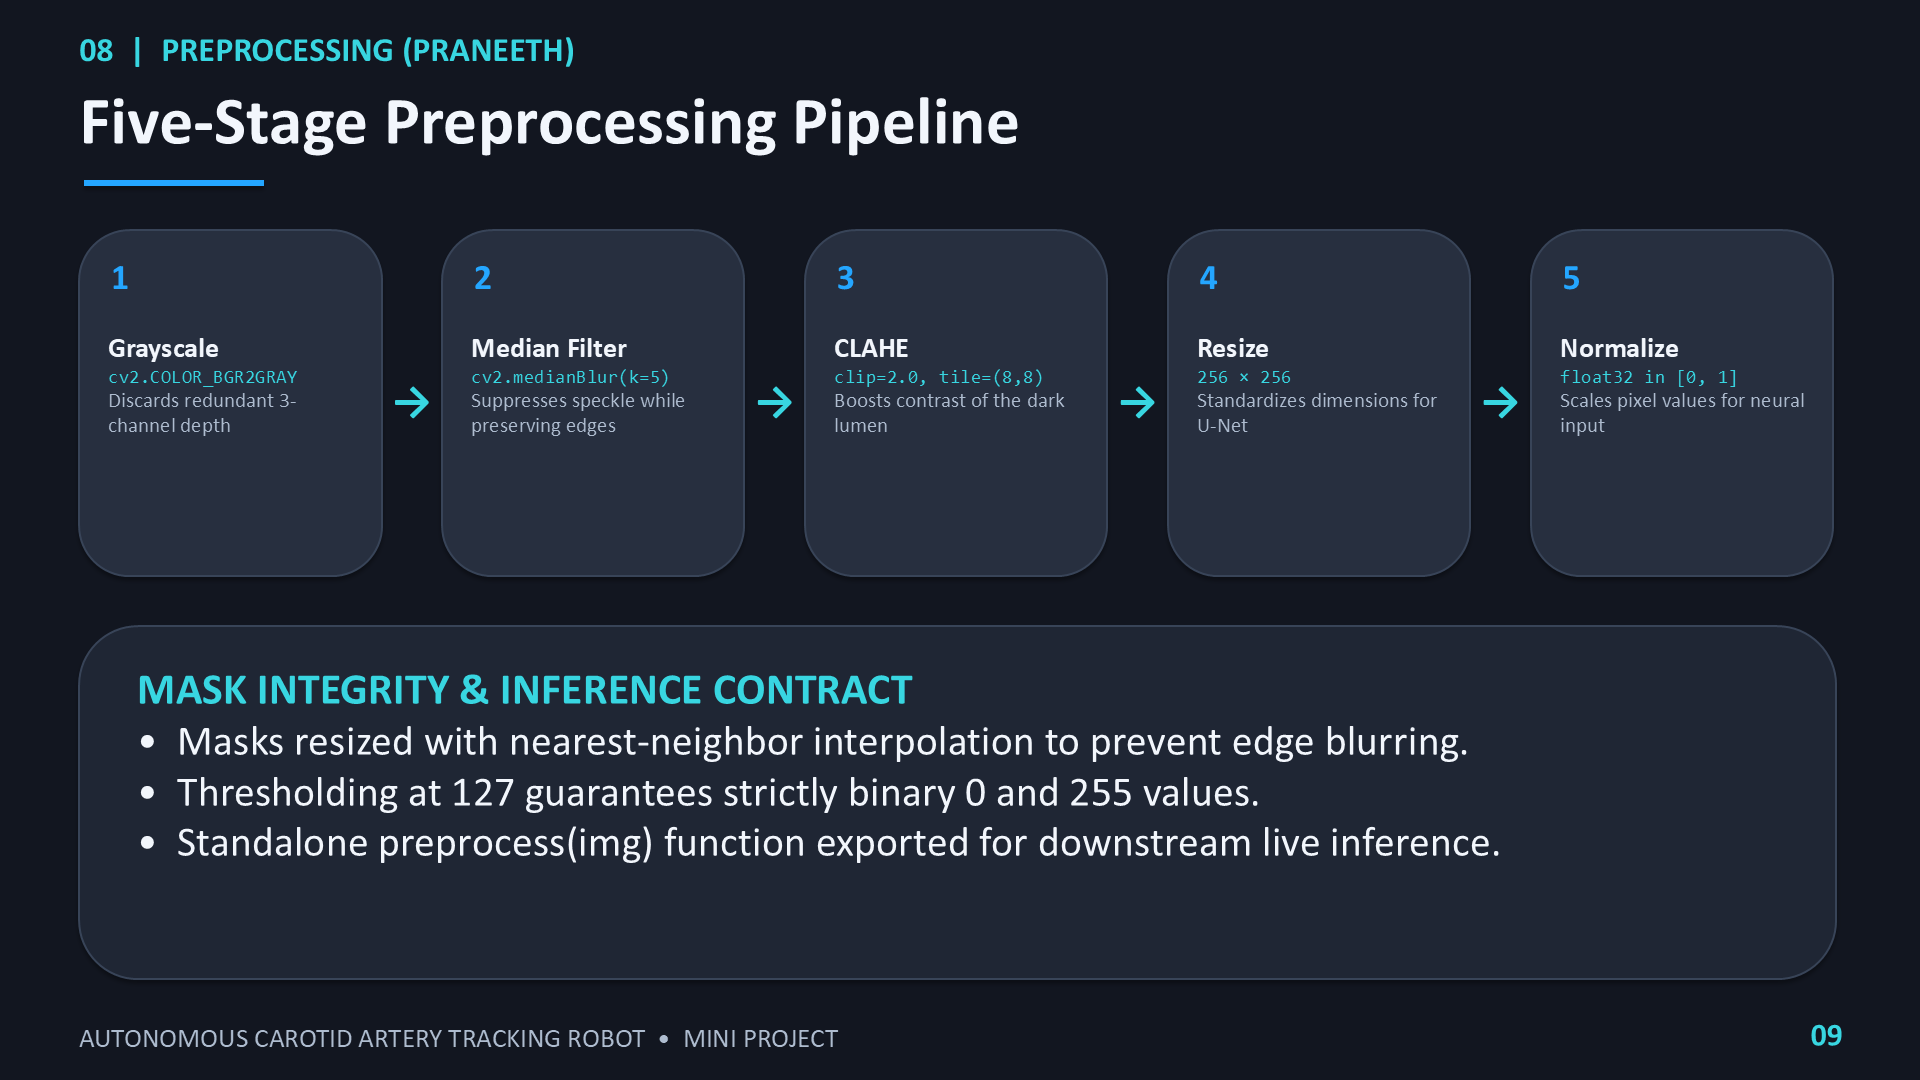 08 | PREPROCESSING (PRANEETH)
Five-Stage Preprocessing Pipeline
1
Grayscale
cv2.COLOR_BGR2GRAY
Discards redundant 3-
channel depth
→
2
Median Filter
cv2.medianBlur(k=5)
Suppresses speckle while
preserving edges
→
3
CLAHE
clip=2.0, tile=(8,8)
Boosts contrast of the dark
lumen
→
4
Resize
256 × 256
Standardizes dimensions for
U-Net
→
5
Normalize
float32 in [0, 1]
Scales pixel values for neural
input
MASK INTEGRITY & INFERENCE CONTRACT
• Masks resized with nearest-neighbor interpolation to prevent edge blurring.
• Thresholding at 127 guarantees strictly binary 0 and 255 values.
• Standalone preprocess(img) function exported for downstream live inference.
AUTONOMOUS CAROTID ARTERY TRACKING ROBOT • MINI PROJECT
09